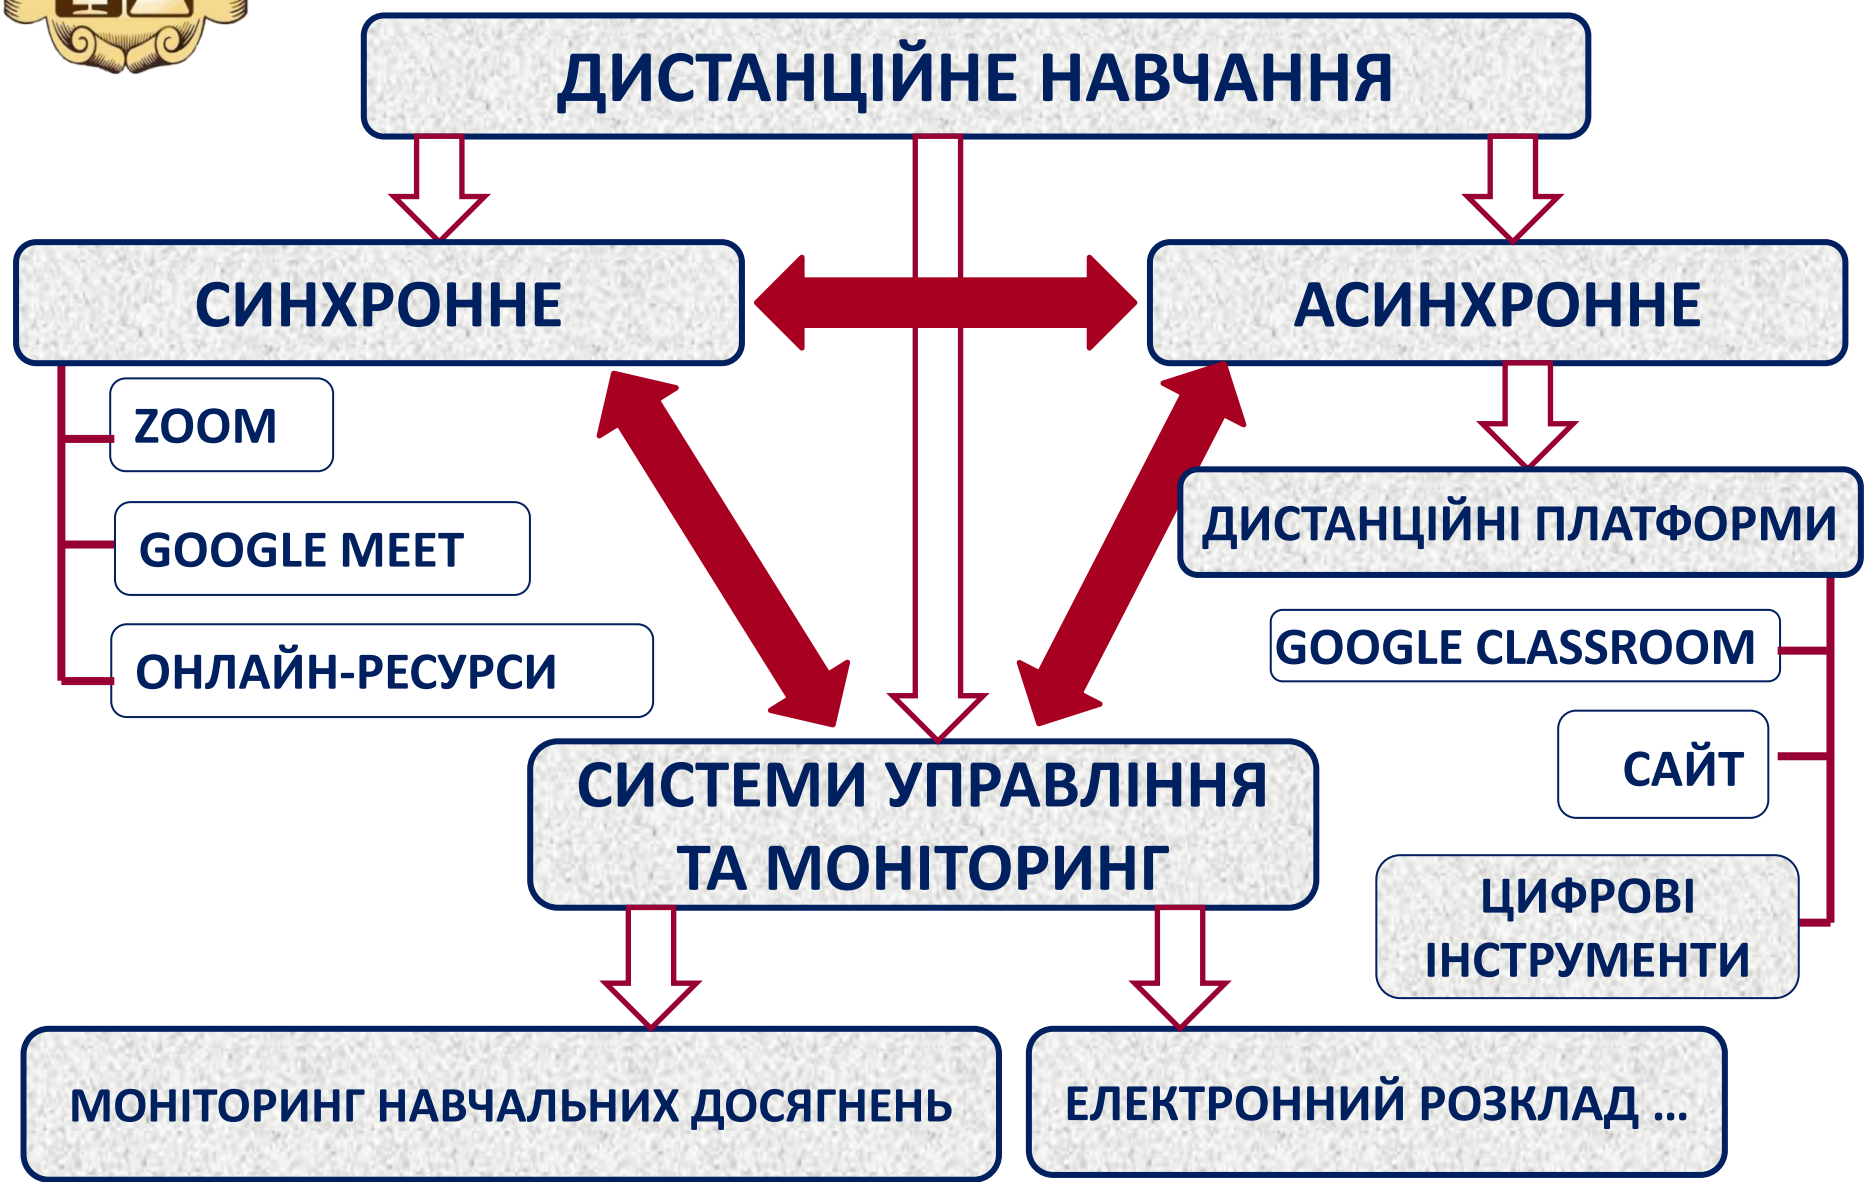 ДИСТАНЦІЙНЕ НАВЧАННЯ
СИНХРОННЕ
АСИНХРОННЕ
ZOOM
GOOGLE MEET
ОНЛАЙН-РЕСУРСИ
ДИСТАНЦІЙНІ ПЛАТФОРМИ
GOOGLE CLASSROOM
САЙТ
ЦИФРОВІ
ІНСТРУМЕНТИ
СИСТЕМИ УПРАВЛІННЯ
ТА МОНІТОРИНГ
МОНІТОРИНГ НАВЧАЛЬНИХ ДОСЯГНЕНЬ
ЕЛЕКТРОННИЙ РОЗКЛАД ...